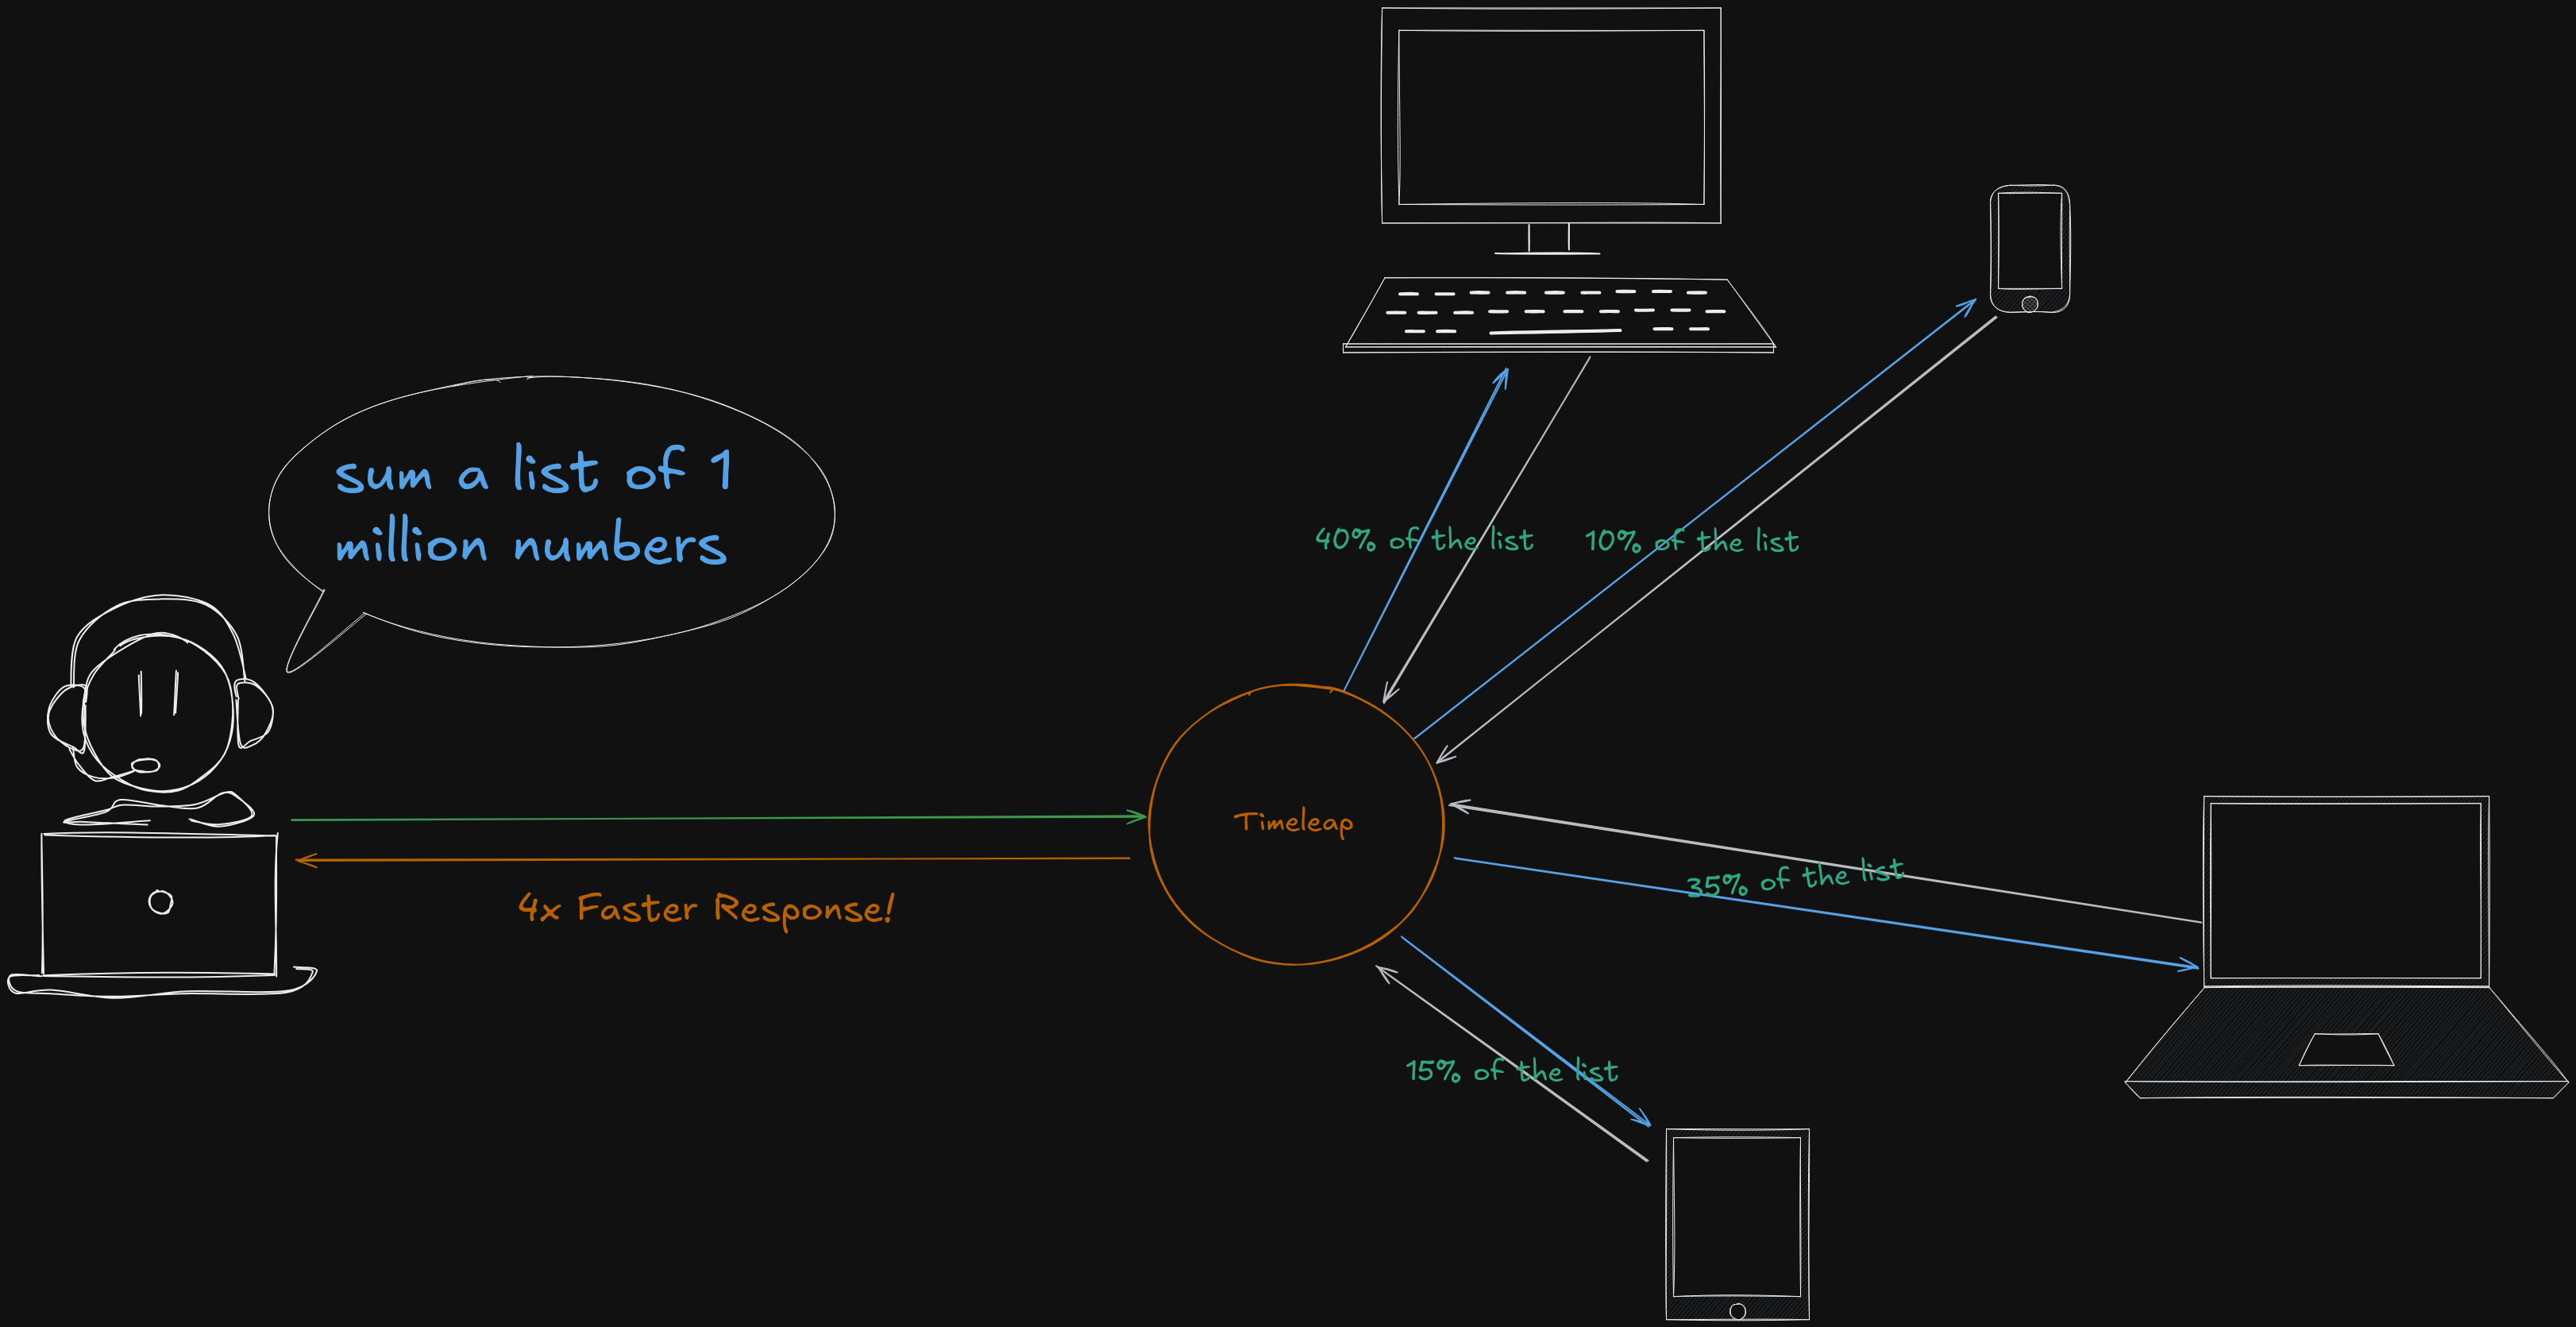 sum a list of 1
million numbers
40% of the list
10% of the list
Timeleap
35% of the list
4x Faster Response!
15% of the list